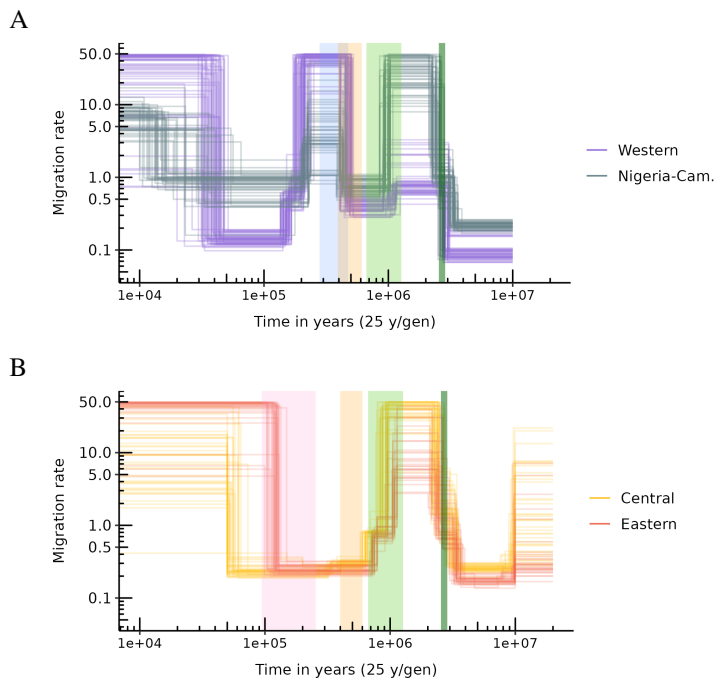 A
50.0
10.0
5.0
1.0
0.5
0.1
Migration rate
1e+04 1e+05 1e+06 1e+07
Time in years (25 y/gen)
Western
Nigeria-Cam.
B
50.0
10.0
5.0
1.0
0.5
0.1
Migration rate
1e+04 1e+05 1e+06 1e+07
Time in years (25 y/gen)
Central
Eastern